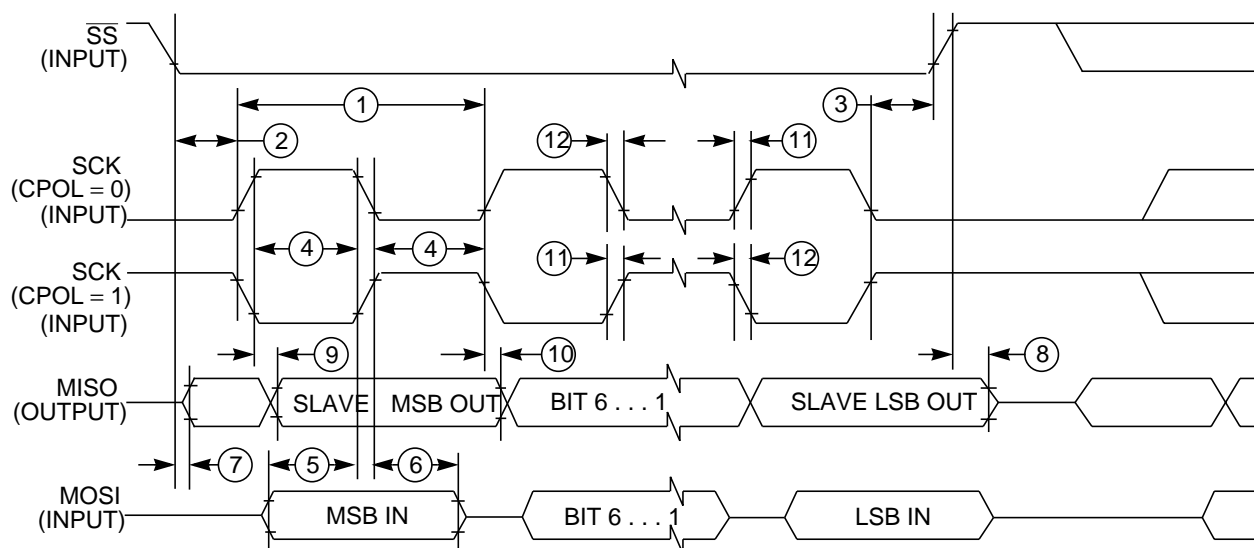 SS
(INPUT)
1
3
2
12
11
SCK
(CPOL = 0)
(INPUT)
4
4
SCK
(CPOL = 1)
(INPUT)
11
12
9
10
8
MISO
(OUTPUT)
SLAVE MSB OUT
BIT 6 . . . 1
SLAVE LSB OUT
7
5
6
MOSI
(INPUT)
MSB IN
BIT 6 . . . 1
LSB IN